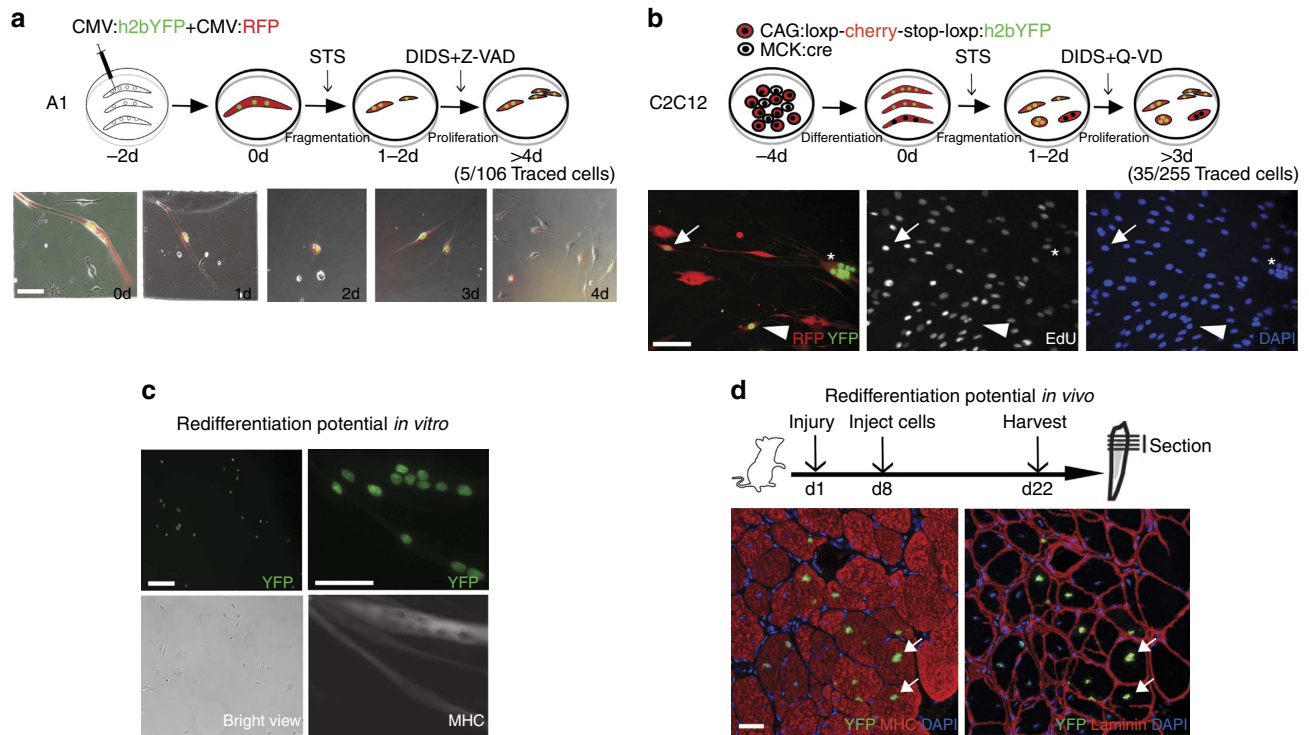 a
CMV:h2bYFP+CMV:RFP
STS
DIDS+Z-VAD
A1
Fragmentation
Proliferation
–2d
0d
1–2d
>4d
(5/106 Traced cells)
0d
1d
2d
3d
4d
b
CAG:loxp-cherry-stop-loxp:h2bYFP
MCK:cre
STS
DIDS+Q-VD
C2C12
Differentiation
Fragmentation
Proliferation
–4d
0d
1–2d
>3d
(35/255 Traced cells)
*
*
*
RFP YFP
EdU
DAPI
c
Redifferentiation potential in vitro
YFP
YFP
Bright view
MHC
d
Redifferentiation potential in vivo
Injury
Inject cells
Harvest
Section
d1
d8
d22
YFP MHC DAPI
YFP Laminin DAPI